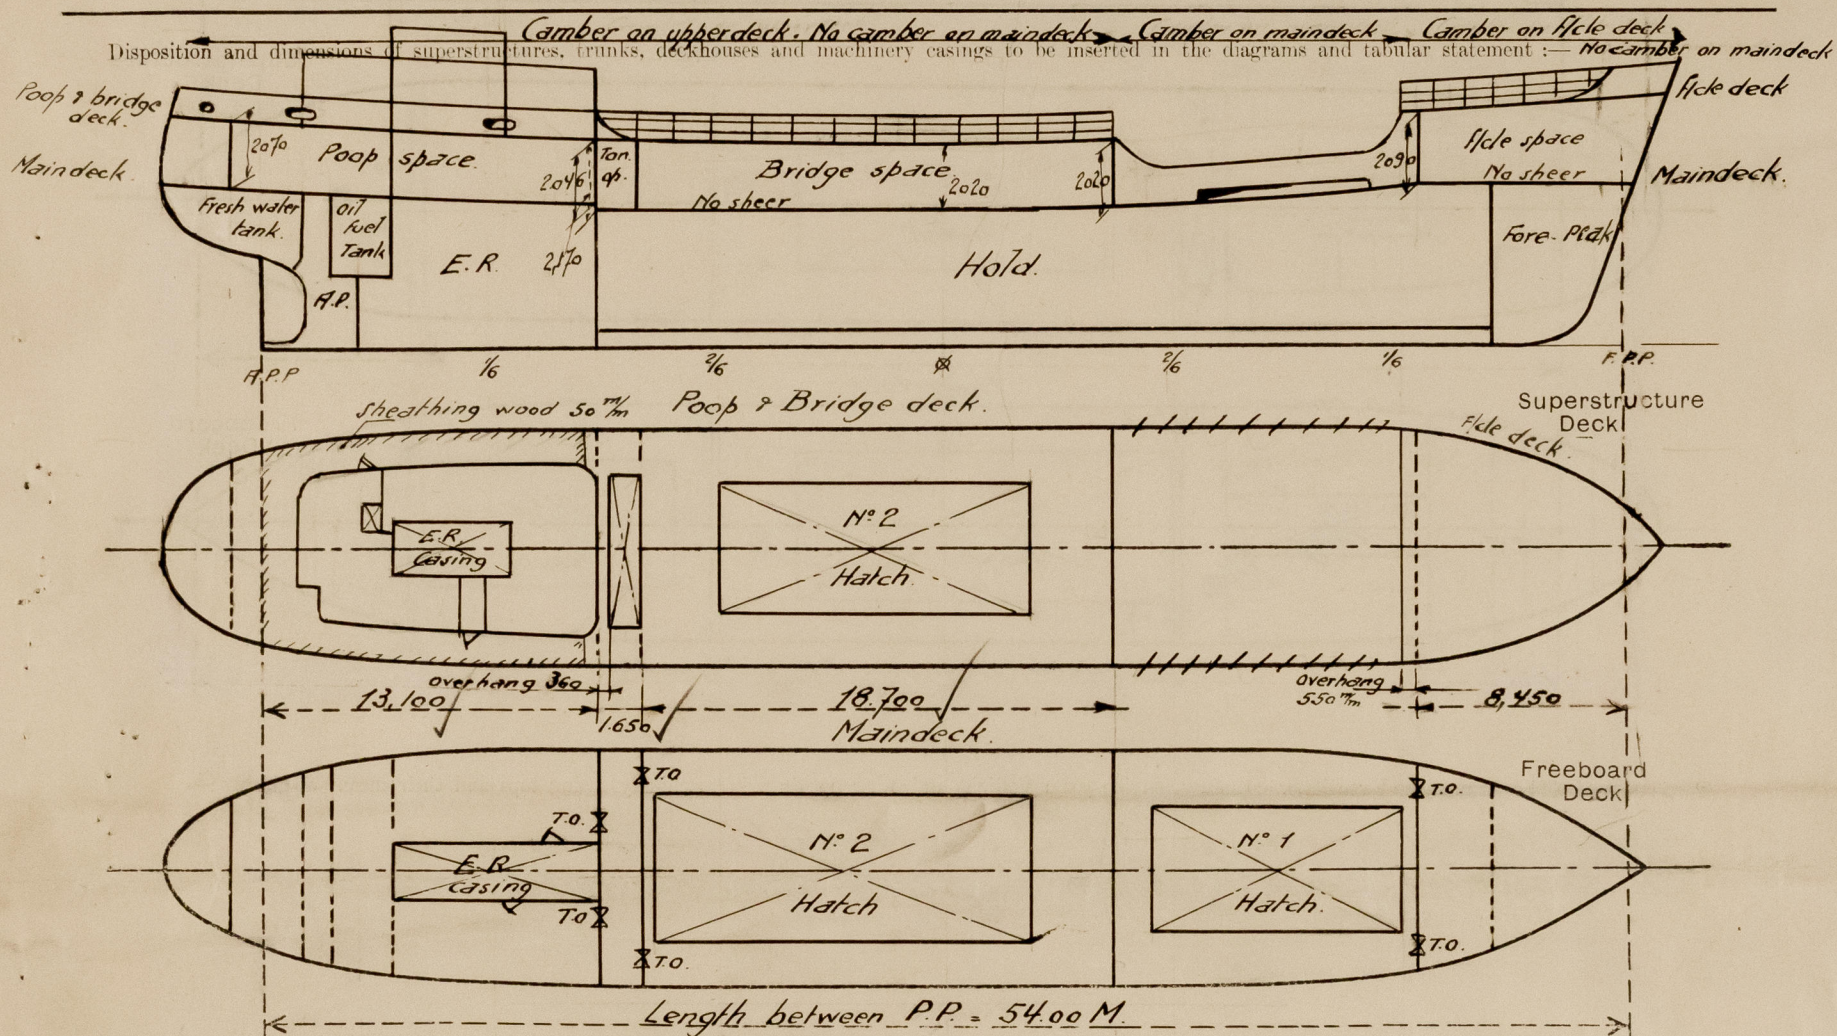 Camber on upperdeck. No camber on maindeck Camber on maindeck Camber on F'cle deck
Disposition and dimensions of superstructures, trunks, deckhouses and machinery casings to be inserted in the diagrams and tabular statement :— No camber on maindeck
Poop & bridge
deck.
F'cle deck
2070
Poop space.
Ton.
op.
2046
Bridge space
2020
2020
2090
F'cle space
No sheer
Maindeck.
Maindeck.
No sheer
Fresh water
tank.
Oil
fuel
Tank
E.R.
2170
Hold.
Fore-Peak
A.P.
A.P.P
1/6
2/6
2/6
1/6
F.P.P.
Sheathing wood 50 m/m
Poop & Bridge deck.
Superstructure
Deck
F'cle deck.
E.R.
Casing
No 2
Hatch.
overhang 360
13,100
1.650
18.700
overhang
550 m/m
8,450
Maindeck.
Freeboard
Deck
T.O
T.O.
T.O.
E.R
Casing
No 2
Hatch
No 1
Hatch.
T.O
T.O.
T.O.
Length between P.P. = 54.00 M.